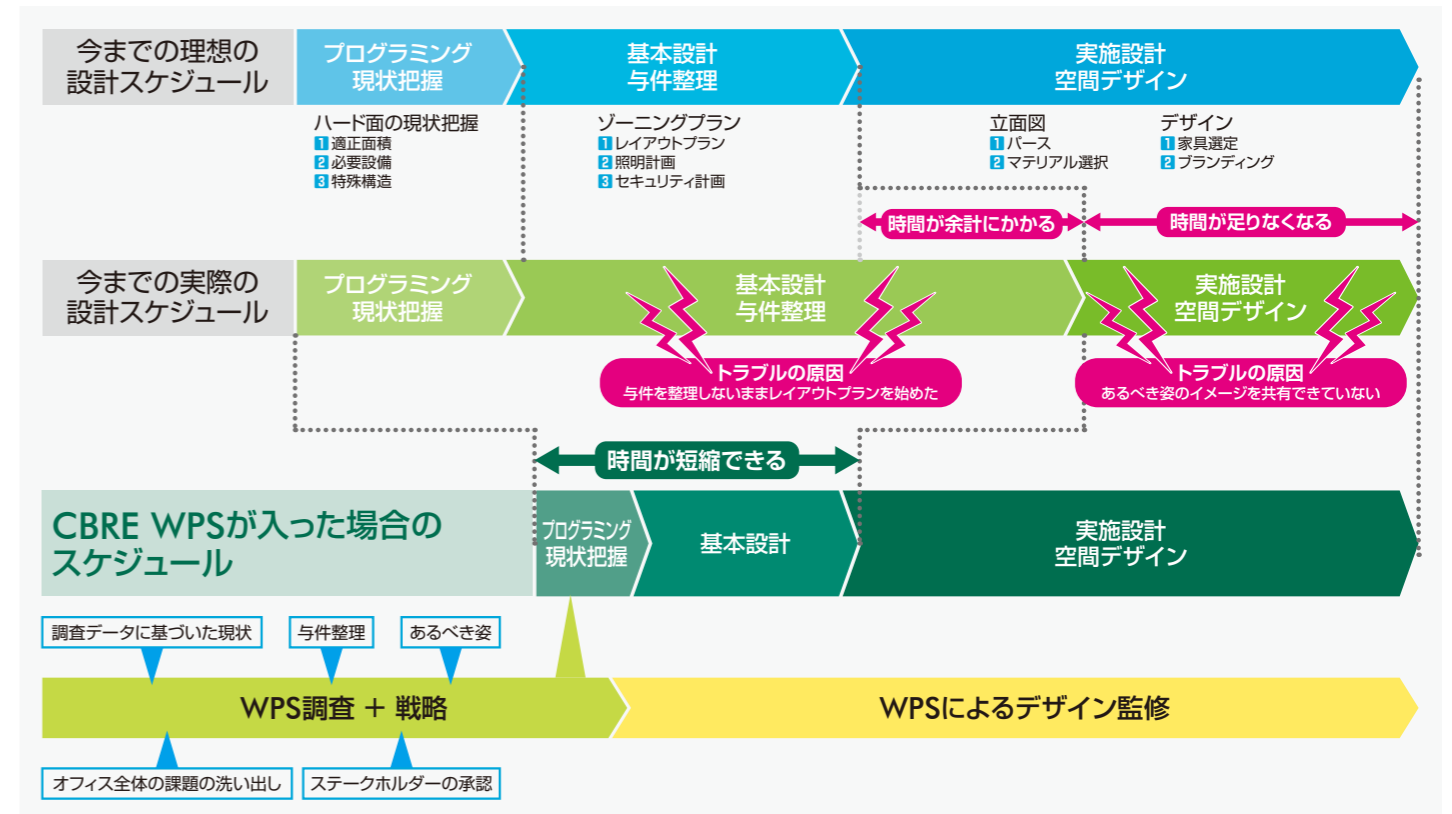 今までの理想の
設計スケジュール
プログラミング
現状把握
基本設計
与件整理
実施設計
空間デザイン
ハード面の現状把握
1 適正面積
2 必要設備
3 特殊構造
ゾーニングプラン
1 レイアウトプラン
2 照明計画
3 セキュリティ計画
立面図
1 パース
2 マテリアル選択
デザイン
1 家具選定
2 ブランディング
時間が余計にかかる
時間が足りなくなる
今までの実際の
設計スケジュール
プログラミング
現状把握
基本設計
与件整理
実施設計
空間デザイン
トラブルの原因
与件を整理しないままレイアウトプランを始めた
トラブルの原因
あるべき姿のイメージを共有できていない
時間が短縮できる
CBRE WPSが入った場合の
スケジュール
プログラミング
現状把握
基本設計
実施設計
空間デザイン
調査データに基づいた現状
与件整理
あるべき姿
WPS調査 + 戦略
WPSによるデザイン監修
オフィス全体の課題の洗い出し
ステークホルダーの承認